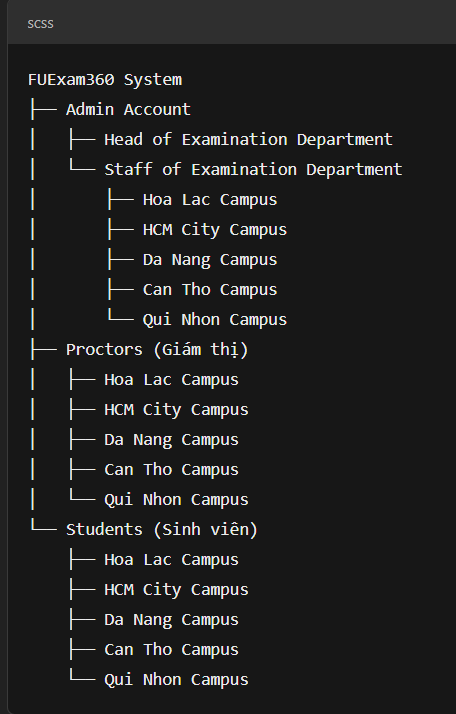 scss
FUExam360 System
├── Admin Account
│   ├── Head of Examination Department
│   └── Staff of Examination Department
│       ├── Hoa Lac Campus
│       ├── HCM City Campus
│       ├── Da Nang Campus
│       ├── Can Tho Campus
│       └── Qui Nhon Campus
├── Proctors (Giám thị)
│   ├── Hoa Lac Campus
│   ├── HCM City Campus
│   ├── Da Nang Campus
│   ├── Can Tho Campus
│   └── Qui Nhon Campus
└── Students (Sinh viên)
    ├── Hoa Lac Campus
    ├── HCM City Campus
    ├── Da Nang Campus
    ├── Can Tho Campus
    └── Qui Nhon Campus